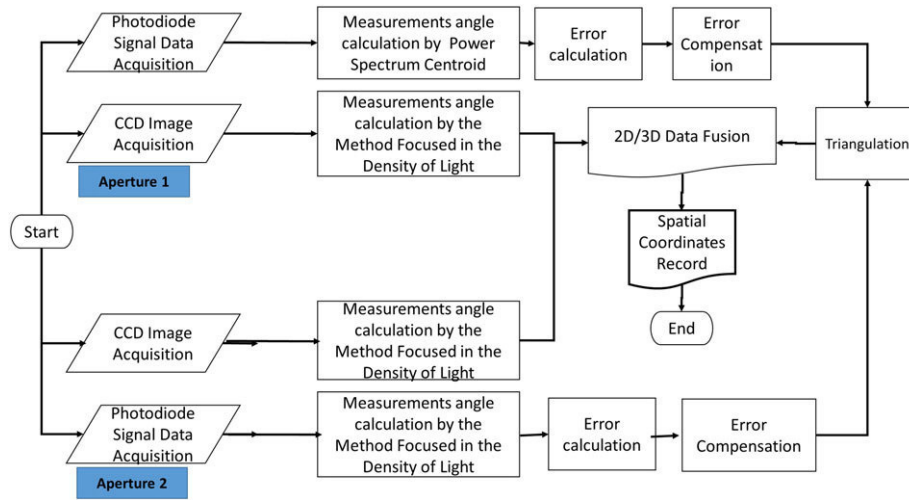 Photodiode
Signal Data
Acquisition
Measurements angle
calculation by Power
Spectrum Centroid
Error
calculation
Error
Compensat
ion
CCD Image
Acquisition
Measurements angle
calculation by the
Method Focused in the
Density of Light
2D/3D Data Fusion
Triangulation
Aperture 1
Start
Spatial
Coordinates
Record
End
CCD Image
Acquisition
Measurements angle
calculation by the
Method Focused in the
Density of Light
Photodiode
Signal Data
Acquisition
Measurements angle
calculation by the
Method Focused in the
Density of Light
Error
calculation
Error
Compensation
Aperture 2